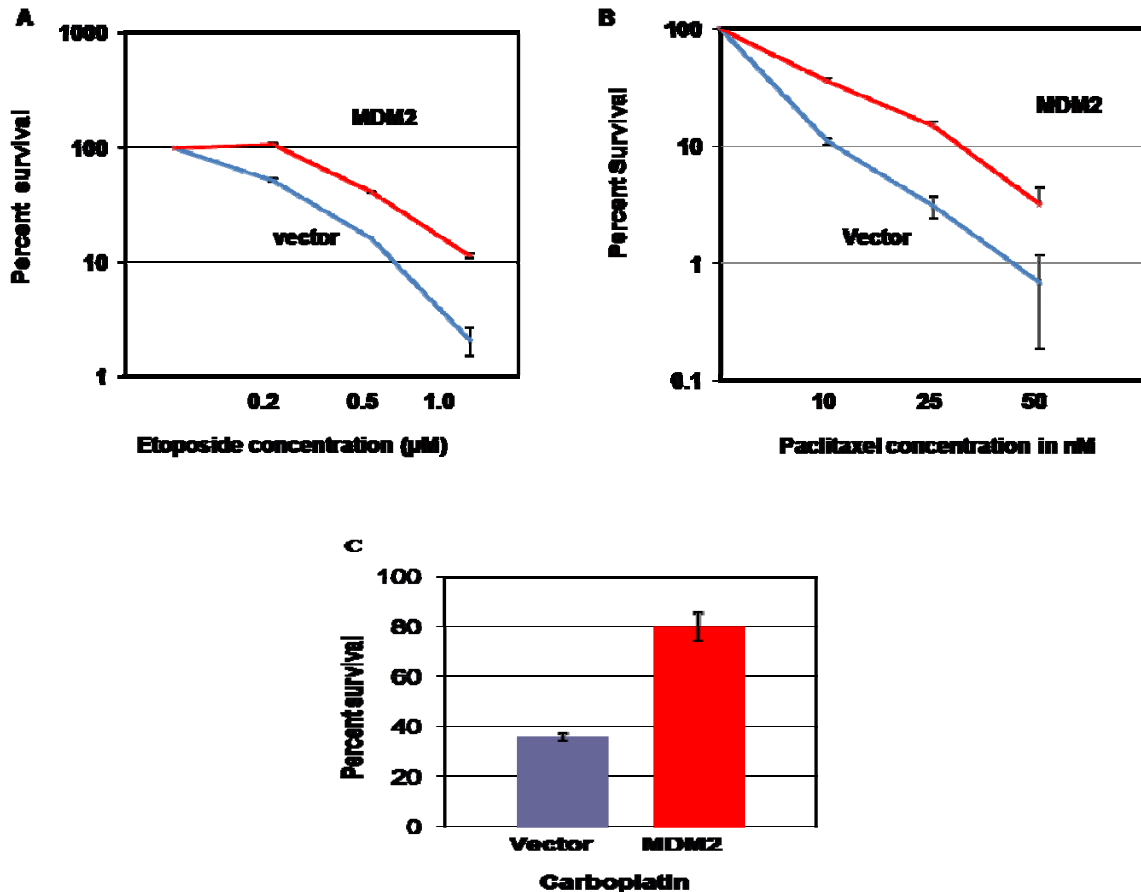 A
1000
100
10
1
Percent survival
MDM2
vector
0.2 0.5 1.0
Etoposide concentration (µM)
B
100
10
1
0.1
Percent Survival
MDM2
Vector
10 25 50
Paclitaxel concentration in nM
C
100
80
60
40
20
0
Percent survival
Vector MDM2
Carboplatin